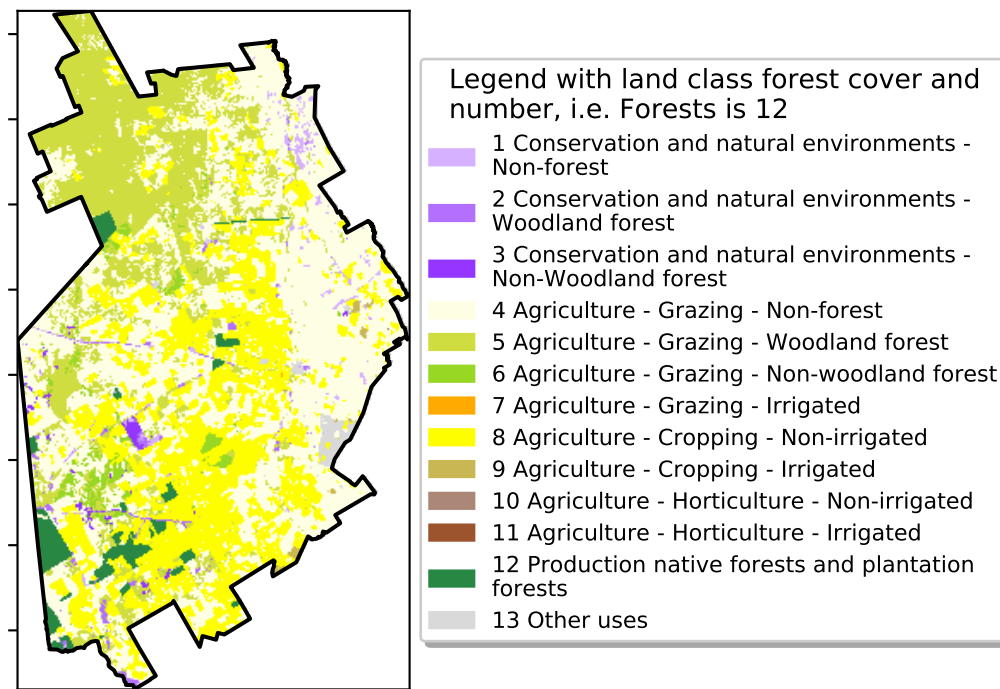 Legend with land class forest cover and
number, i.e. Forests is 12
1 Conservation and natural environments -
Non-forest
2 Conservation and natural environments -
Woodland forest
3 Conservation and natural environments -
Non-Woodland forest
4 Agriculture - Grazing - Non-forest
5 Agriculture - Grazing - Woodland forest
6 Agriculture - Grazing - Non-woodland forest
7 Agriculture - Grazing - Irrigated
8 Agriculture - Cropping - Non-irrigated
9 Agriculture - Cropping - Irrigated
10 Agriculture - Horticulture - Non-irrigated
11 Agriculture - Horticulture - Irrigated
12 Production native forests and plantation
forests
13 Other uses